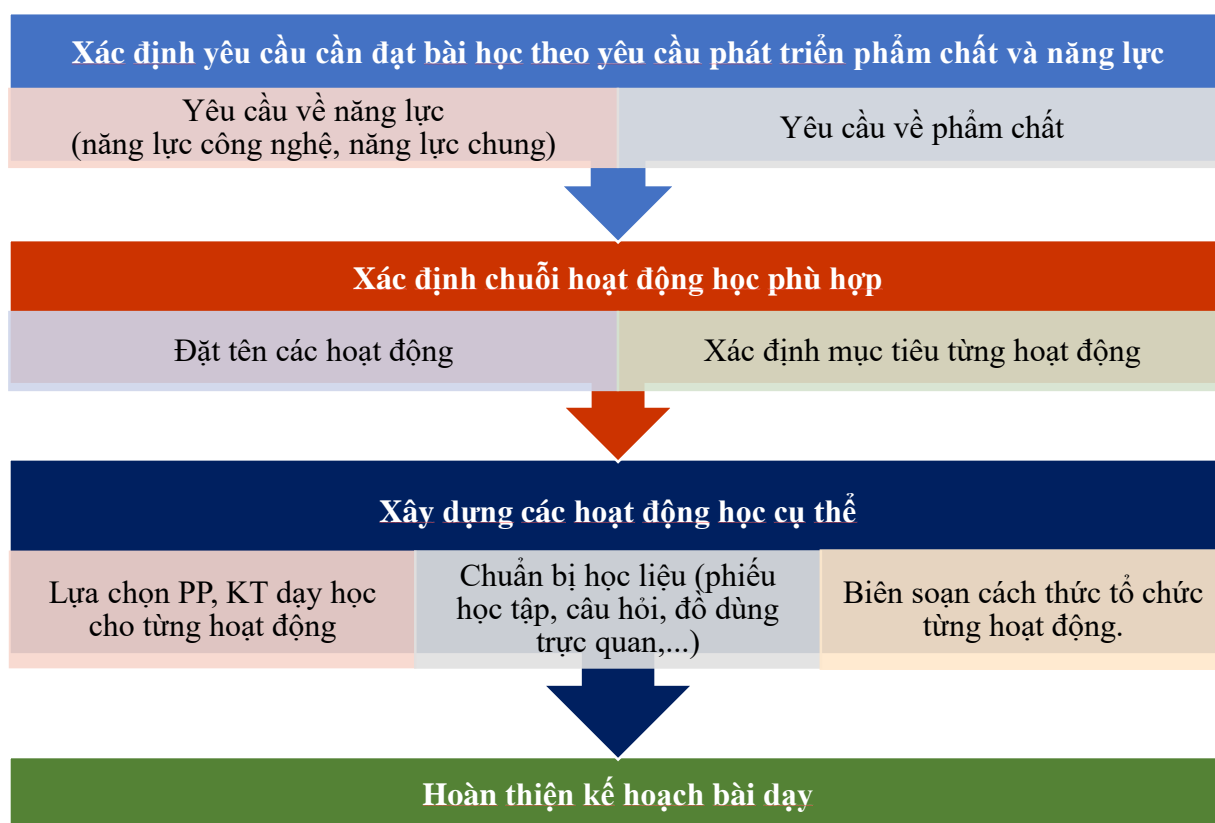 Xác định yêu cầu cần đạt bài học theo yêu cầu phát triển phẩm chất và năng lực
Yêu cầu về năng lực
(năng lực công nghệ, năng lực chung)
Yêu cầu về phẩm chất
Xác định chuỗi hoạt động học phù hợp
Đặt tên các hoạt động
Xác định mục tiêu từng hoạt động
Xây dựng các hoạt động học cụ thể
Lựa chọn PP, KT dạy học
cho từng hoạt động
Chuẩn bị học liệu (phiếu
học tập, câu hỏi, đồ dùng
trực quan,...)
Biên soạn cách thức tổ chức
từng hoạt động.
Hoàn thiện kế hoạch bài dạy